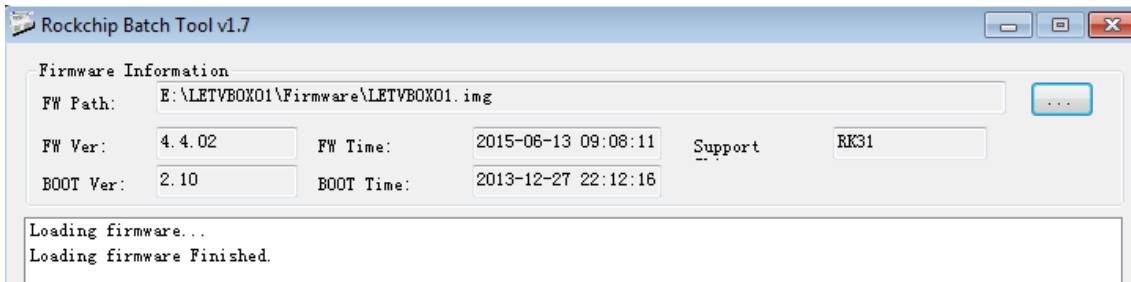 Rockchip Batch Tool v1.7
Firmware Information
FW Path: E:\LETVBOX01\Firmware\LETVBOX01.img ...
FW Ver: 4.4.02 FW Time: 2015-06-13 09:08:11 Support RK31
BOOT Ver: 2.10 BOOT Time: 2013-12-27 22:12:16
Loading firmware...
Loading firmware Finished.